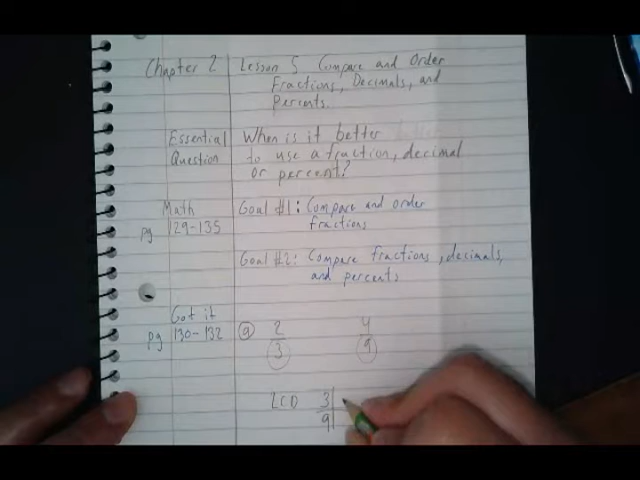 Chapter 2
Lesson 5 Compare and Order
Fractions, Decimals, and
Percents.
Essential
Question
When is it better
to use a fraction, decimal
or percent?
Math
pg 129-135
Goal #1: Compare and order
fractions
Goal #2: Compare fractions, decimals,
and percents
Got it
pg 130-132
a 2/3 4/9
LCD 3
9